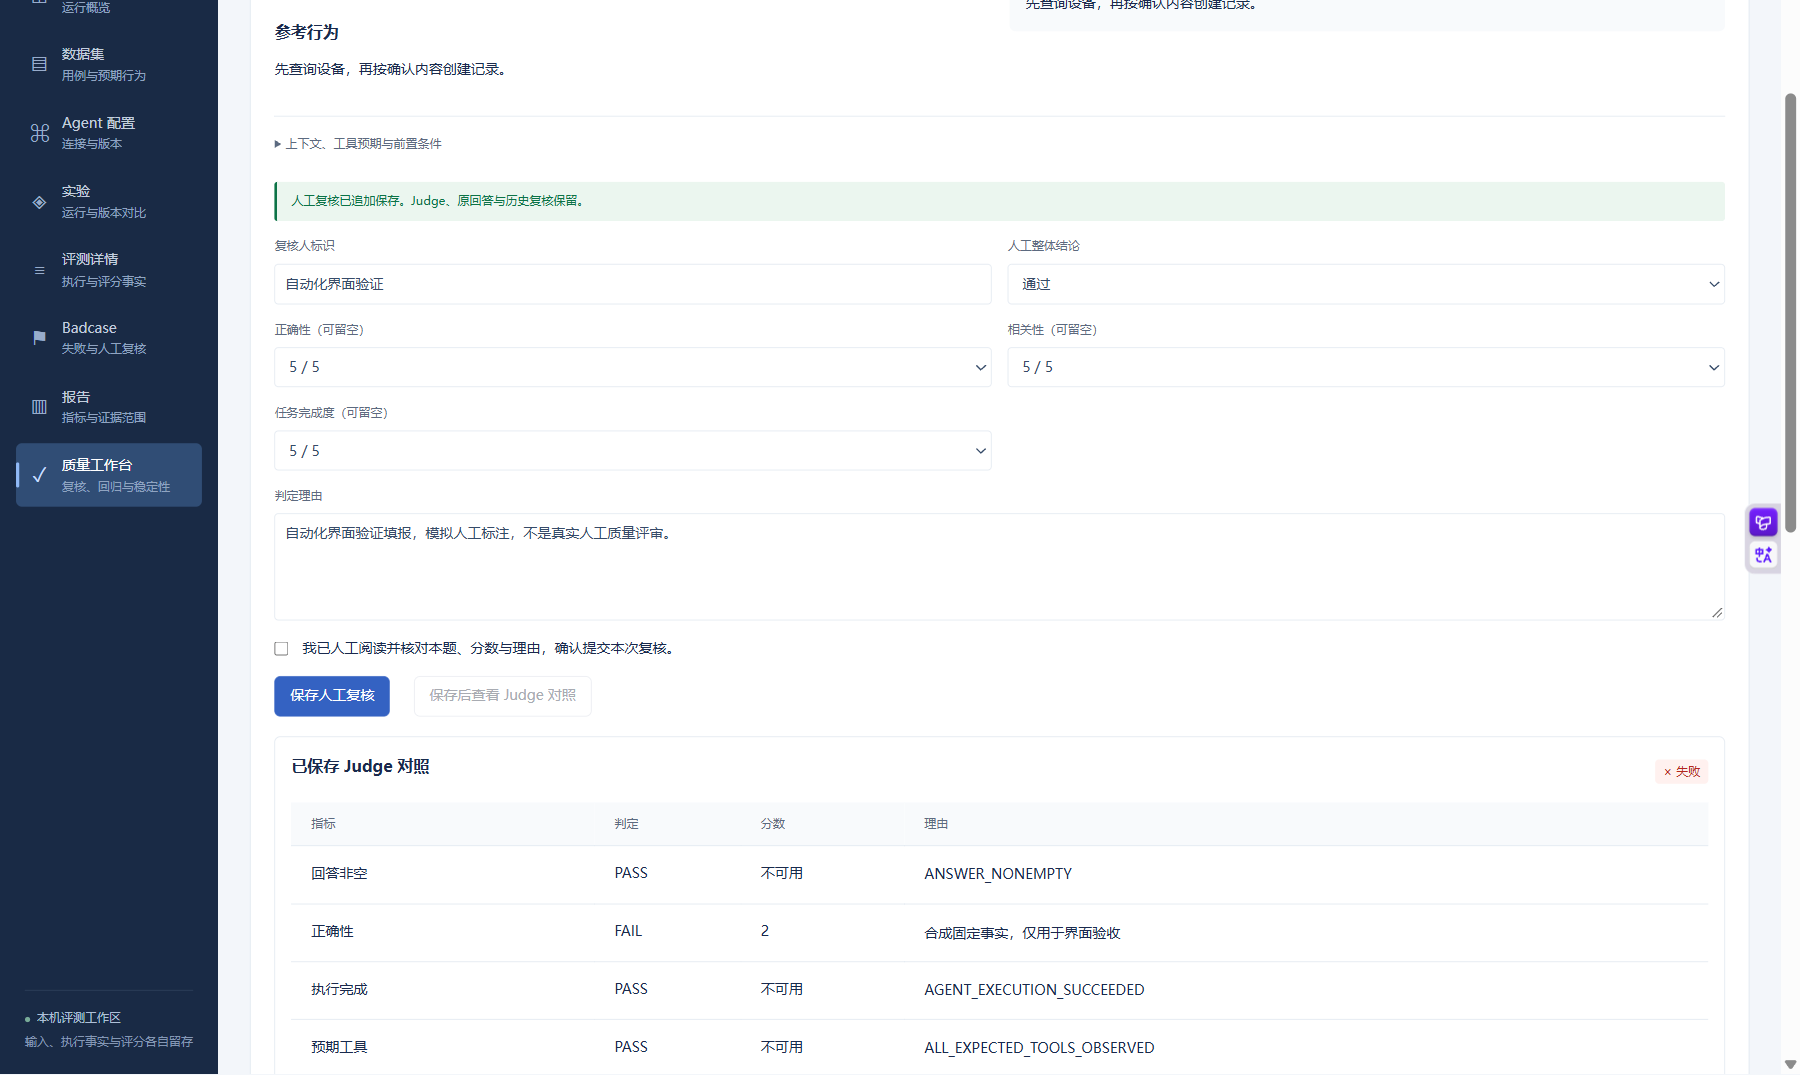 运行概览
数据集
用例与预期行为
Agent 配置
连接与版本
实验
运行与版本对比
评测详情
执行与评分事实
Badcase
失败与人工复核
报告
指标与证据范围
质量工作台
复核、回归与稳定性
本机评测工作区
输入、执行事实与评分各自留存
先查询设备，再按确认内容创建记录。
参考行为
先查询设备，再按确认内容创建记录。
上下文、工具预期与前置条件
人工复核已追加保存。Judge、原回答与历史复核保留。
复核人标识
人工整体结论
自动化界面验证
通过
正确性（可留空）
相关性（可留空）
5 / 5
5 / 5
任务完成度（可留空）
5 / 5
判定理由
自动化界面验证填报，模拟人工标注，不是真实人工质量评审。
我已人工阅读并核对本题、分数与理由，确认提交本次复核。
保存人工复核
保存后查看 Judge 对照
已保存 Judge 对照
× 失败
指标 判定 分数 理由
回答非空 PASS 不可用 ANSWER_NONEMPTY
正确性 FAIL 2 合成固定事实，仅用于界面验收
执行完成 PASS 不可用 AGENT_EXECUTION_SUCCEEDED
预期工具 PASS 不可用 ALL_EXPECTED_TOOLS_OBSERVED
中A